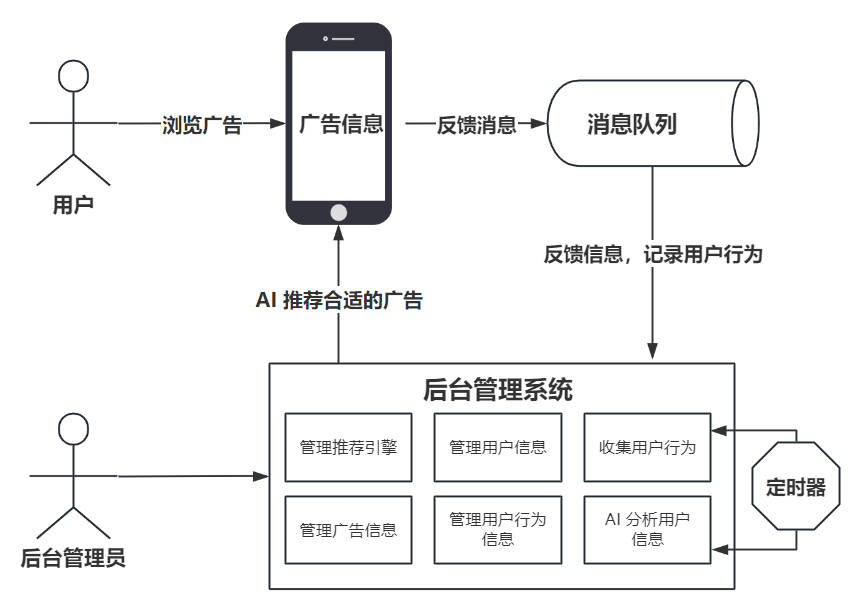 浏览广告
广告信息
反馈消息
消息队列
用户
反馈信息，记录用户行为
AI 推荐合适的广告
后台管理系统
管理推荐引擎
管理用户信息
收集用户行为
定时器
管理广告信息
管理用户行为
信息
AI 分析用户
信息
后台管理员